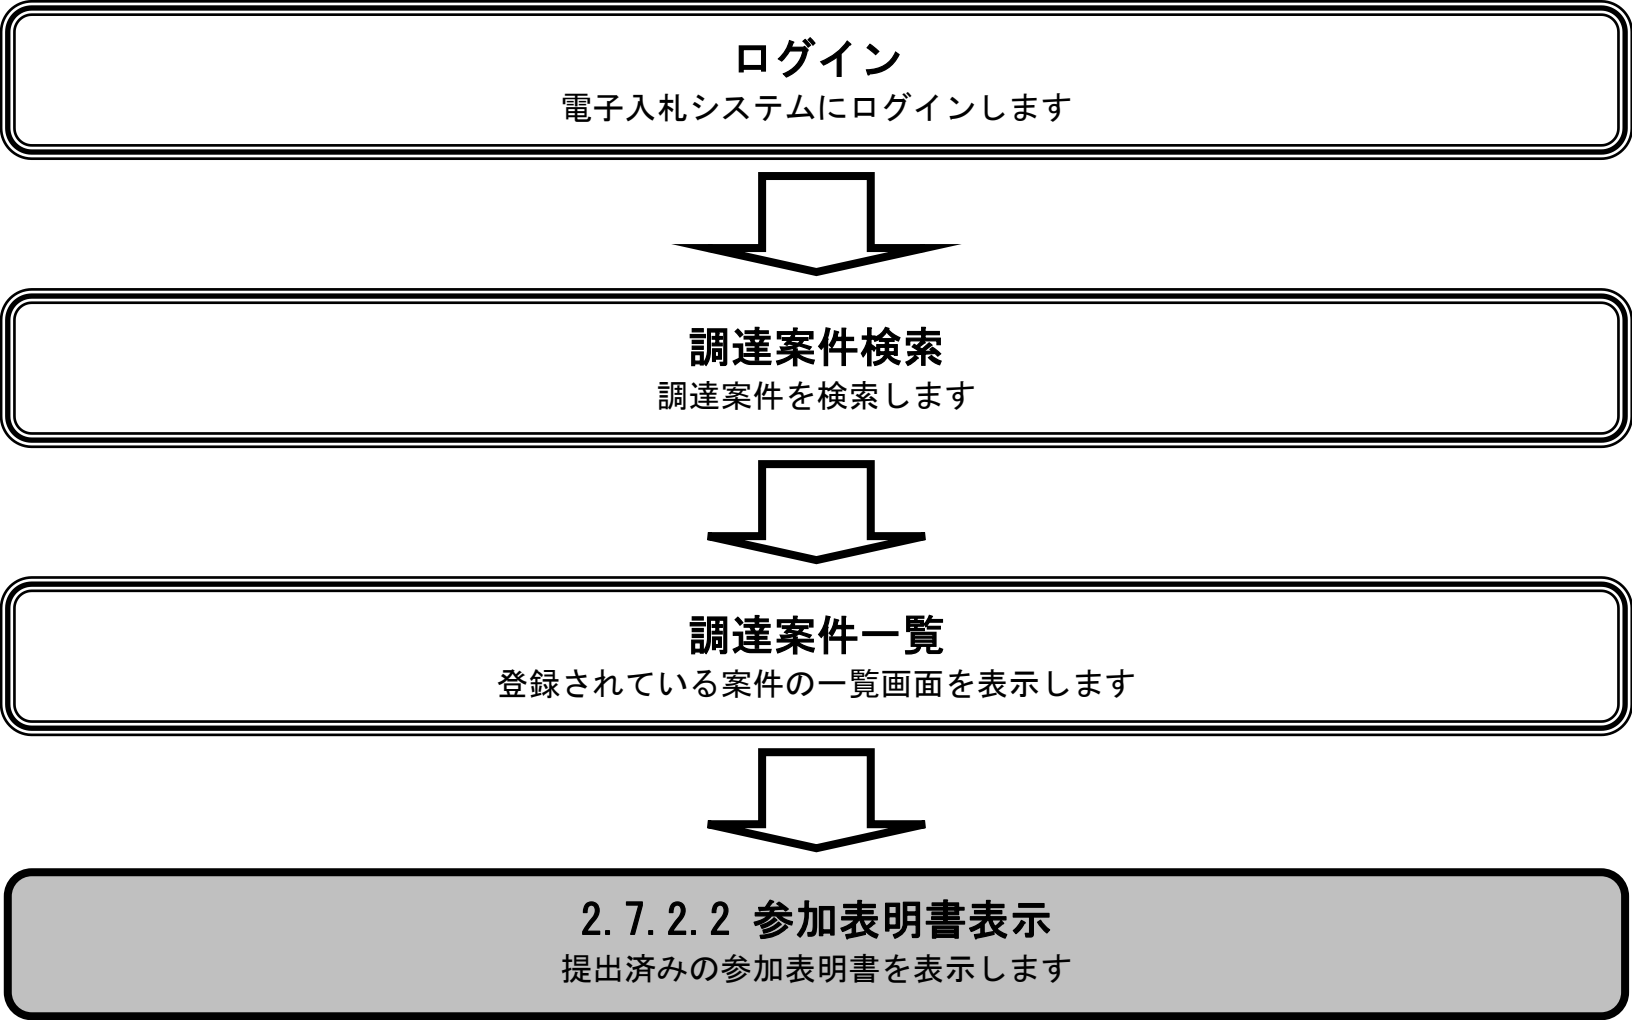 ログイン
電子入札システムにログインします
調達案件検索
調達案件を検索します
調達案件一覧
登録されている案件の一覧画面を表示します
2.7.2.2 参加表明書表示
提出済みの参加表明書を表示します